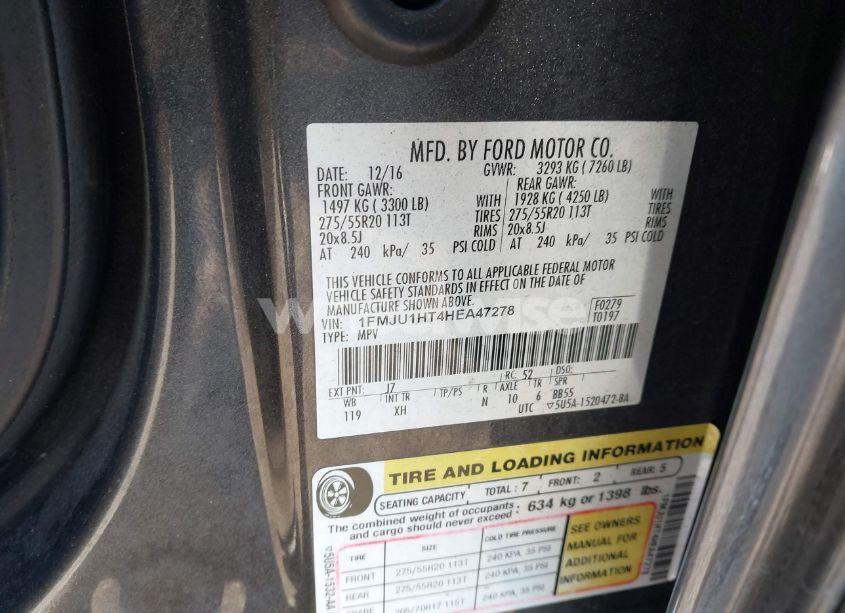 MFD. BY FORD MOTOR CO.
DATE: 12/16 GVWR: 3293 KG ( 7260 LB)
FRONT GAWR: REAR GAWR:
1497 KG ( 3300 LB) WITH 1928 KG ( 4250 LB) WITH
275/55R20 113T TIRES 275/55R20 113T TIRES
20x8.5J RIMS 20x8.5J RIMS
AT 240 kPa/ 35 PSI COLD AT 240 kPa/ 35 PSI COLD
THIS VEHICLE CONFORMS TO ALL APPLICABLE FEDERAL MOTOR
VEHICLE SAFETY STANDARDS IN EFFECT ON THE DATE OF
MANUFACTURE SHOWN ABOVE.
VIN: 1FMJU1HT4HEA47278 F0279
TYPE: MPV T0197
EXT PNT: J7 RC: 52 DSO:
WB INT TR TP/PS R AXLE TR SPR
119 XH N 10 6 BB5S
UTC ▽5U5A-1520472-BA
TIRE AND LOADING INFORMATION
SEATING CAPACITY TOTAL : 7 FRONT: 2 REAR: 5
The combined weight of occupants
and cargo should never exceed : 634 kg or 1398 lbs.
TIRE SIZE COLD TIRE PRESSURE
FRONT 275/55R20 113T 240 KPA, 35 PSI
REAR 275/55R20 113T 240 KPA, 35 PSI
240 KPA, 35 PSI
SEE OWNERS
MANUAL FOR
ADDITIONAL
INFORMATION